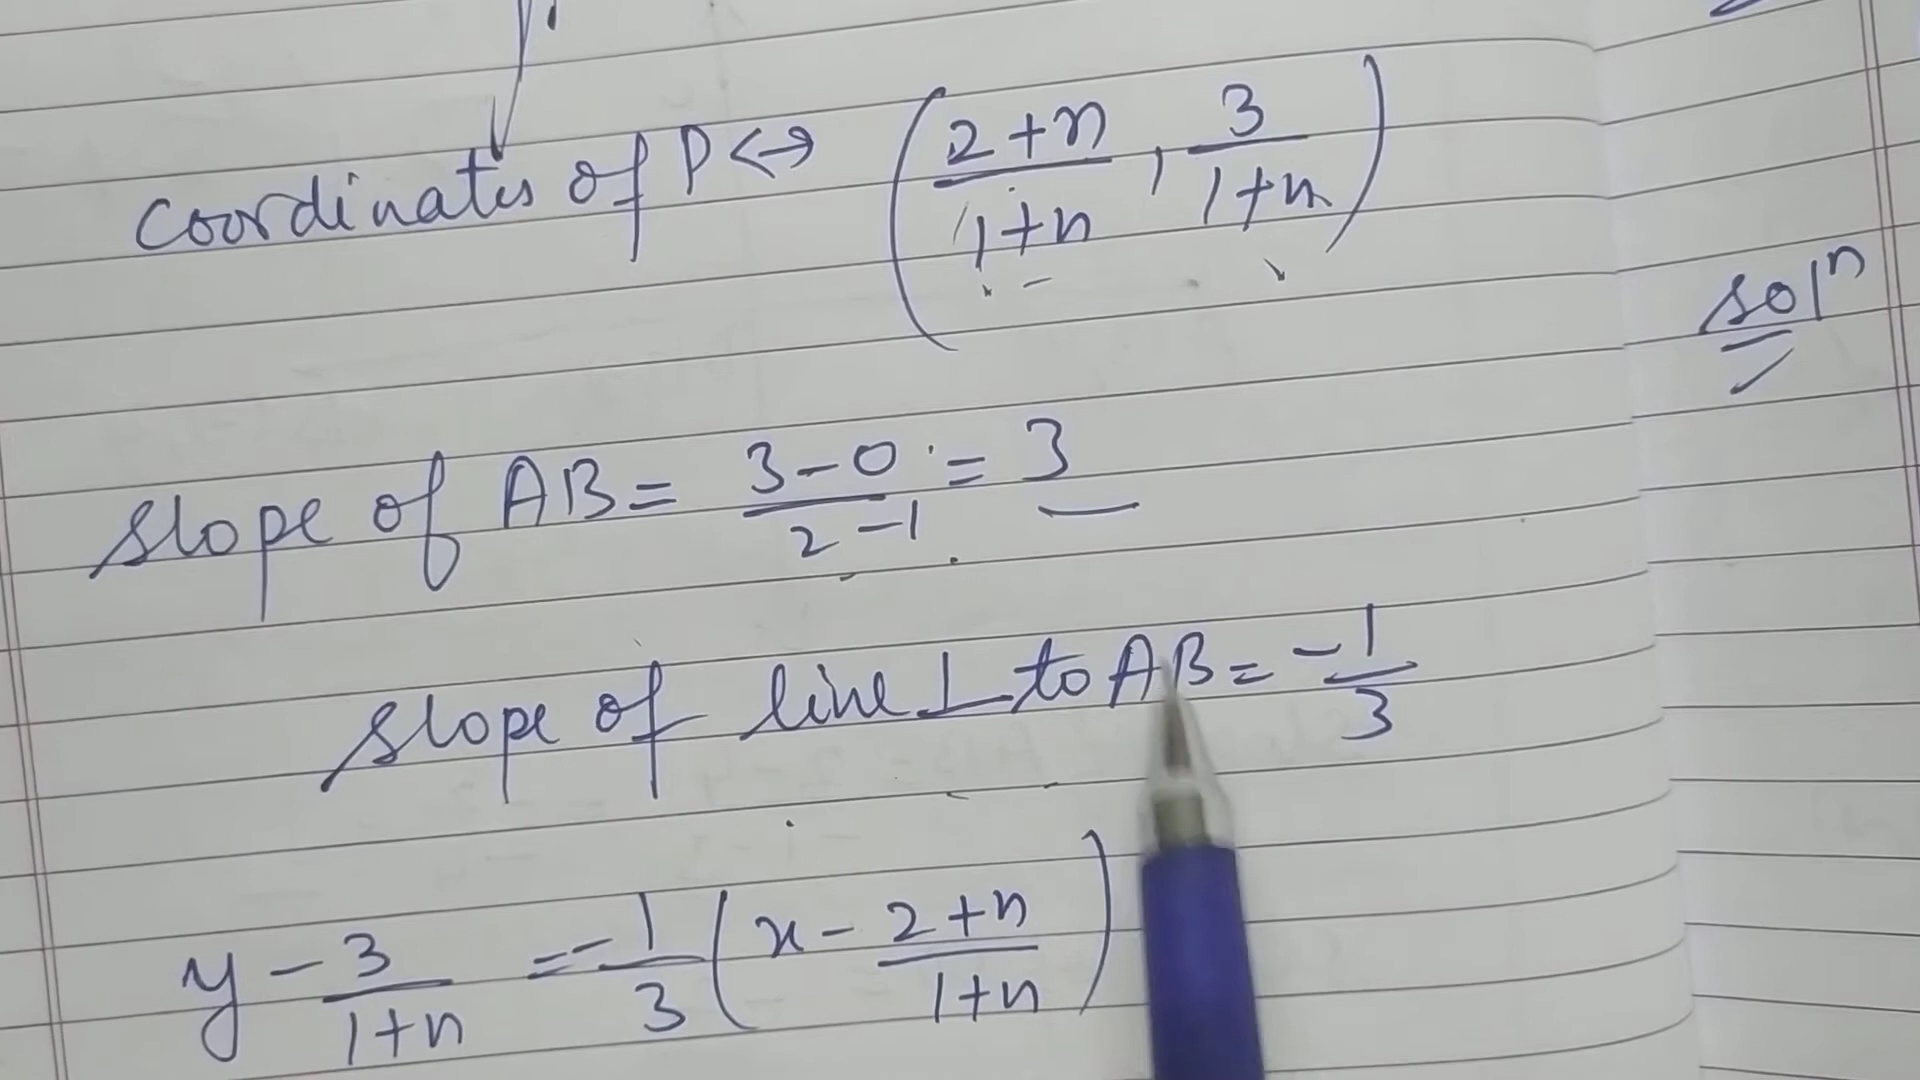 coordinates of P ↔ (2+n/1+n, 3/1+n)
solⁿ
slope of AB = 3-0/2-1 = 3
slope of line ⊥ to AB = -1/3
y - 3/1+n = -1/3 (x - 2+n/1+n)